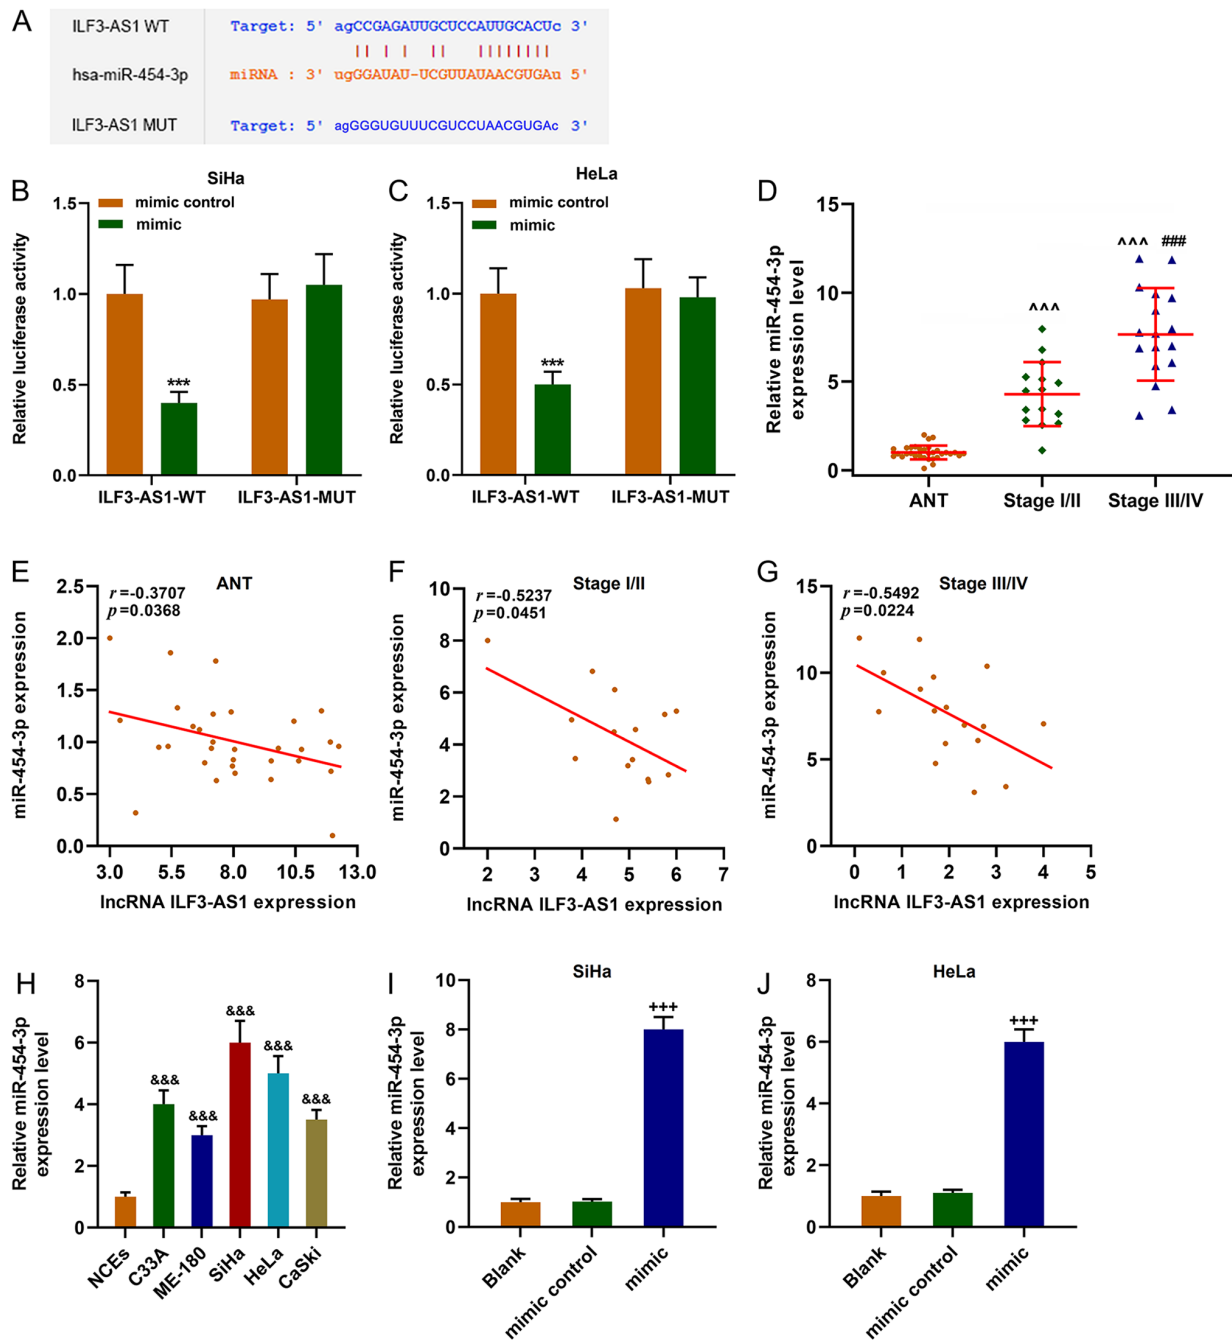 A
ILF3-AS1 WT Target: 5' agCCGAGAUUGCUCCAUUGCACUc 3'
hsa-miR-454-3p miRNA : 3' ugGGAUAU-UCGUUAUAACGUGAu 5'
ILF3-AS1 MUT Target: 5' agGGGUGUUUCGUCCUAACGUGAc 3'
B
SiHa
mimic control
mimic
Relative luciferase activity
1.5
1.0
0.5
0.0
***
ILF3-AS1-WT ILF3-AS1-MUT
C
HeLa
mimic control
mimic
Relative luciferase activity
1.5
1.0
0.5
0.0
***
ILF3-AS1-WT ILF3-AS1-MUT
D
Relative miR-454-3p
expression level
15
10
5
0
^^^
^^^ ###
ANT Stage I/II Stage III/IV
E
ANT
r=-0.3707
p=0.0368
miR-454-3p expression
2.5
2.0
1.5
1.0
0.5
0.0
3.0 5.5 8.0 10.5 13.0
lncRNA ILF3-AS1 expression
F
Stage I/II
r=-0.5237
p=0.0451
miR-454-3p expression
10
8
6
4
2
0
2 3 4 5 6 7
lncRNA ILF3-AS1 expression
G
Stage III/IV
r=-0.5492
p=0.0224
miR-454-3p expression
15
10
5
0
0 1 2 3 4 5
lncRNA ILF3-AS1 expression
H
Relative miR-454-3p
expression level
8
6
4
2
0
&&&
&&&
&&&
&&&
&&&
NCEs C33A ME-180 SiHa HeLa CaSki
I
SiHa
Relative miR-454-3p
expression level
10
8
6
4
2
0
+++
Blank mimic control mimic
J
HeLa
Relative miR-454-3p
expression level
8
6
4
2
0
+++
Blank mimic control mimic